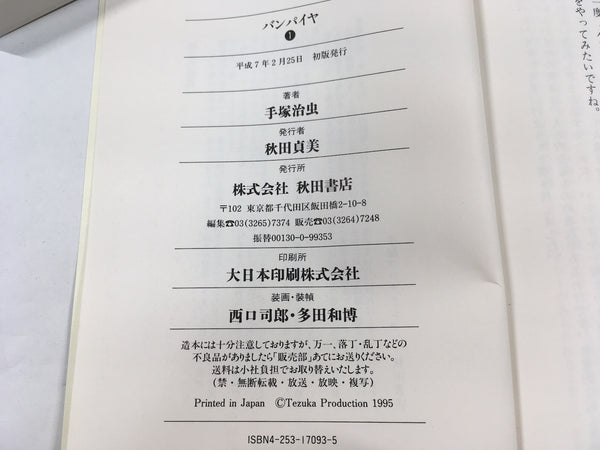 バンパイヤ
❶
平成7年2月25日　初版発行
著者
手塚治虫
発行者
秋田貞美
発行所
株式会社 秋田書店
〒102 東京都千代田区飯田橋2-10-8
編集☎03(3265)7374 販売☎03(3264)7248
振替00130-0-99353
印刷所
大日本印刷株式会社
装画・装幀
西口司郎・多田和博
造本には十分注意しておりますが、万一、落丁・乱丁などの
不良品がありましたら「販売部」あてにお送りください。
送料は小社負担でお取り替えいたします。
(禁・無断転載・放送・放映・複写)
Printed in Japan ©Tezuka Production 1995
ISBN4-253-17093-5
をやってみたいですね。